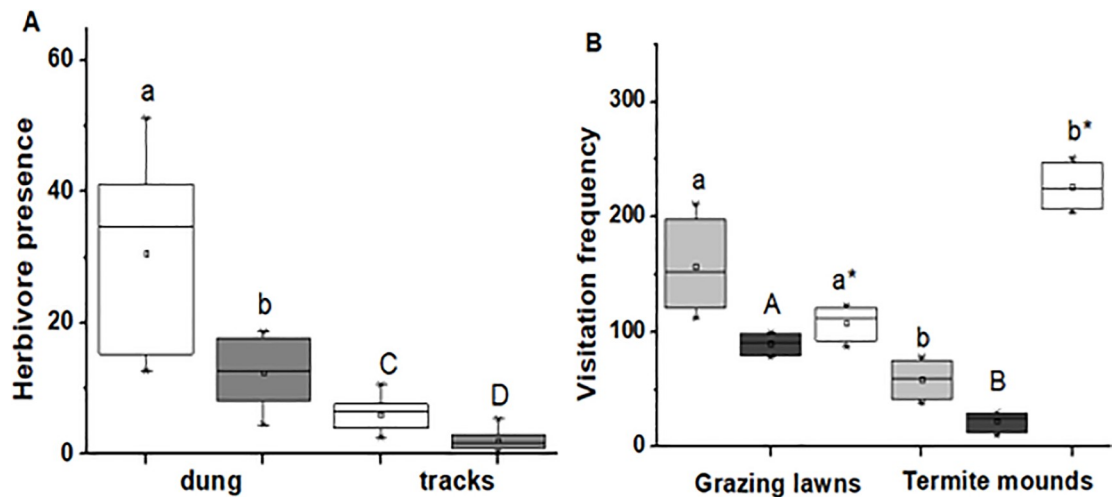 A
B
Herbivore presence
60
40
20
0
a
b
C
D
dung
tracks
Visitation frequency
300
200
100
0
a
A
a*
b
B
b*
Grazing lawns
Termite mounds